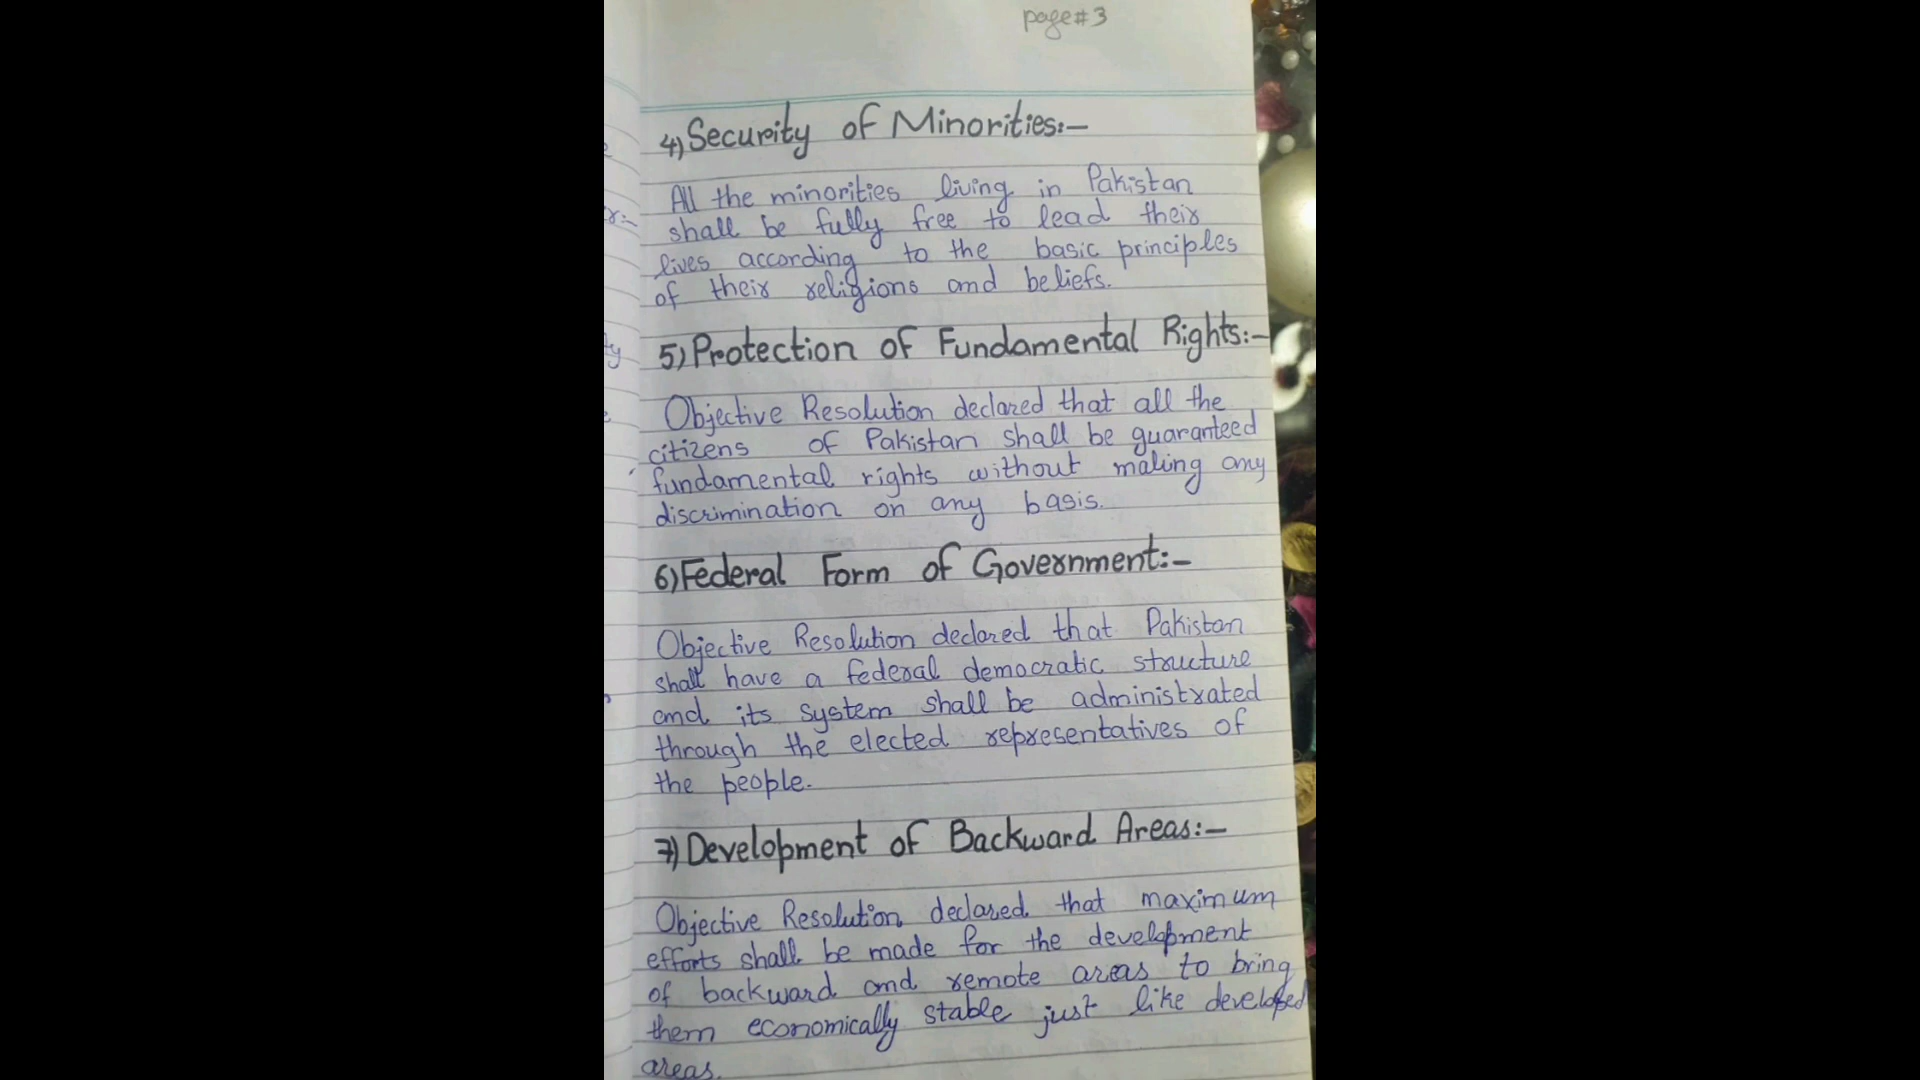 page#3
4) Security of Minorities:-
All the minorities living in Pakistan
shall be fully free to lead their
lives according to the basic principles
of their religions and beliefs.
5) Protection of Fundamental Rights:-
Objective Resolution declared that all the
citizens of Pakistan shall be guaranteed
fundamental rights without making any
discrimination on any basis.
6) Federal Form of Government:-
Objective Resolution declared that Pakistan
shall have a federal democratic structure
and its system shall be administrated
through the elected representatives of
the people.
7) Development of Backward Areas:-
Objective Resolution declared that maximum
efforts shall be made for the development
of backward and remote areas to bring
them economically stable just like developed
areas.